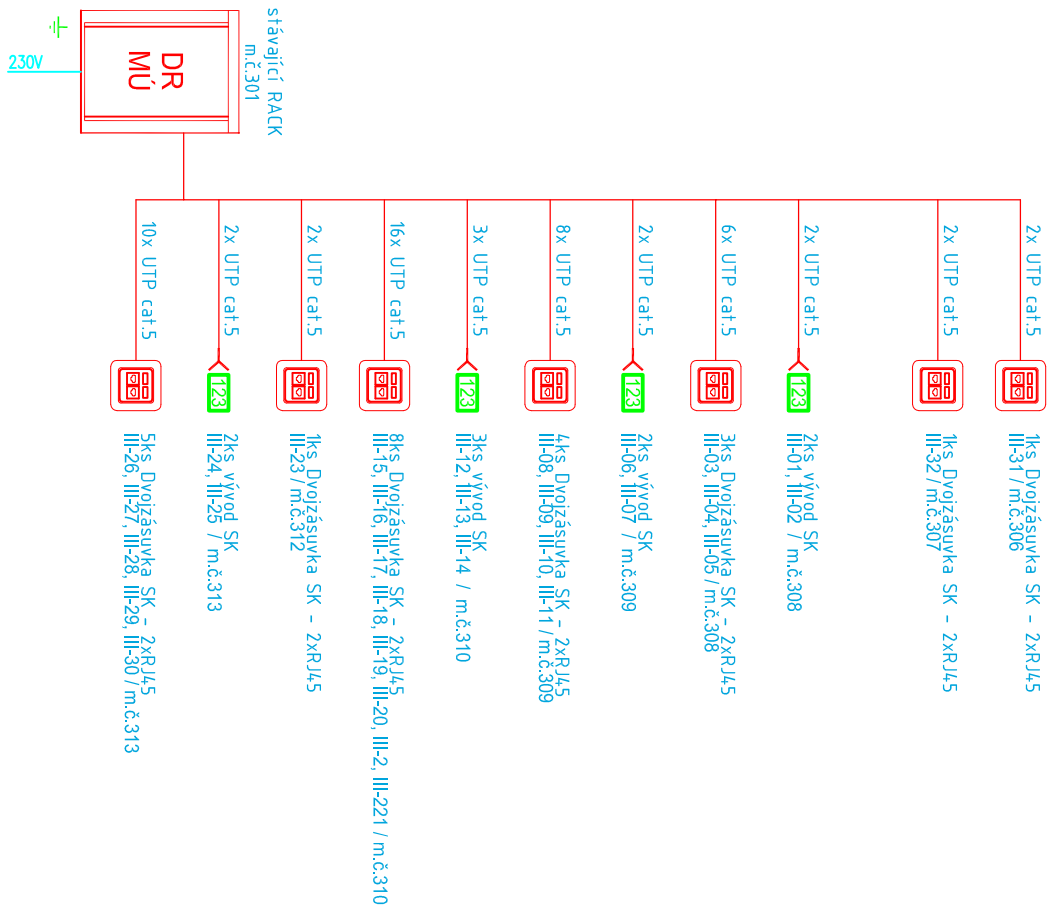 stávající RACK
m.č.301
DR
MÚ
230V
2x UTP cat.5
1ks Dvojzásuvka SK - 2xRJ45
III-31 / m.č.306
2x UTP cat.5
1ks Dvojzásuvka SK - 2xRJ45
III-32 / m.č.307
2x UTP cat.5
123
2ks vývod SK
III-01, III-02 / m.č.308
6x UTP cat.5
3ks Dvojzásuvka SK - 2xRJ45
III-03, III-04, III-05 / m.č.308
2x UTP cat.5
123
2ks vývod SK
III-06, III-07 / m.č.309
8x UTP cat.5
4ks Dvojzásuvka SK - 2xRJ45
III-08, III-09, III-10, III-11 / m.č.309
3x UTP cat.5
123
3ks vývod SK
III-12, III-13, III-14 / m.č.310
16x UTP cat.5
8ks Dvojzásuvka SK - 2xRJ45
III-15, III-16, III-17, III-18, III-19, III-20, III-2, III-221 / m.č.310
2x UTP cat.5
1ks Dvojzásuvka SK - 2xRJ45
III-23 / m.č.312
2x UTP cat.5
123
2ks vývod SK
III-24, III-25 / m.č.313
10x UTP cat.5
5ks Dvojzásuvka SK - 2xRJ45
III-26, III-27, III-28, III-29, III-30 / m.č.313